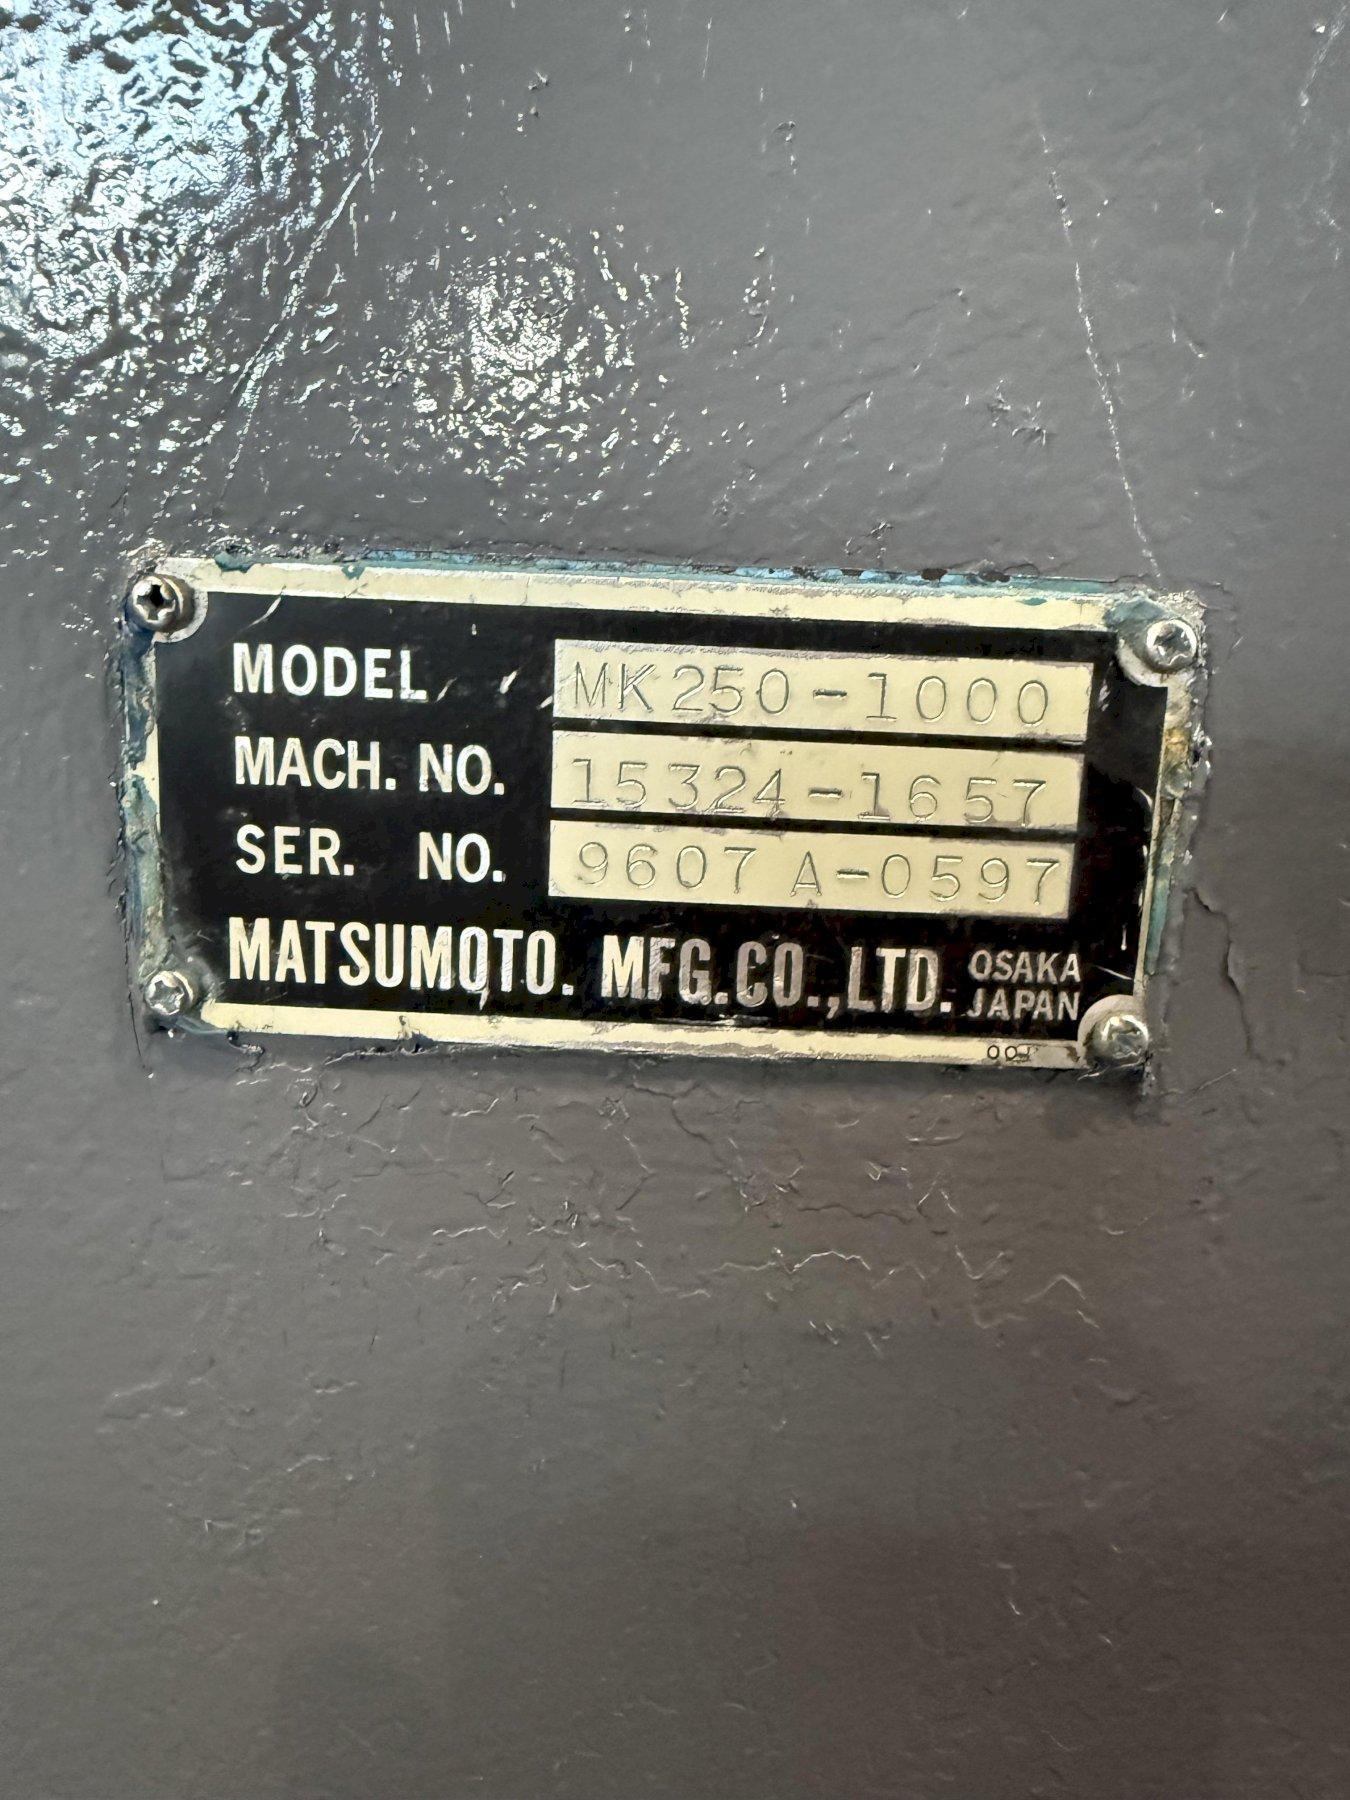 MODEL MK250-1000
MACH. NO. 15324-1657
SER. NO. 9607 A-0597
MATSUMOTO. MFG.CO.,LTD. OSAKA JAPAN